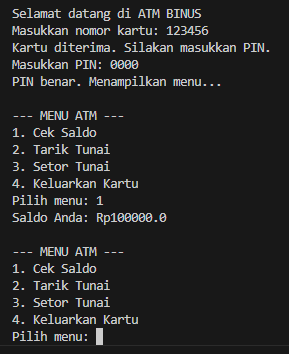 Selamat datang di ATM BINUS
Masukkan nomor kartu: 123456
Kartu diterima. Silakan masukkan PIN.
Masukkan PIN: 0000
PIN benar. Menampilkan menu...

--- MENU ATM ---
1. Cek Saldo
2. Tarik Tunai
3. Setor Tunai
4. Keluarkan Kartu
Pilih menu: 1
Saldo Anda: Rp100000.0

--- MENU ATM ---
1. Cek Saldo
2. Tarik Tunai
3. Setor Tunai
4. Keluarkan Kartu
Pilih menu: